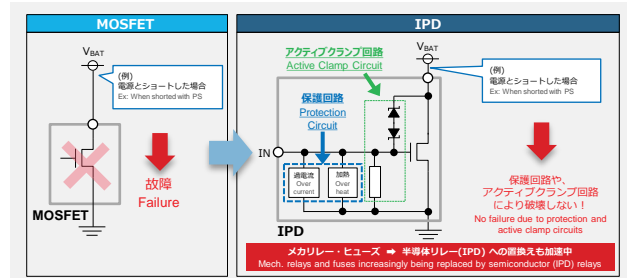 MOSFET
VBAT
(例)
電源とショートした場合
Ex: When shorted with PS
故障
Failure
MOSFET
IPD
アクティブクランプ回路
Active Clamp Circuit
VBAT
(例)
電源とショートした場合
Ex: When shorted with PS
保護回路
Protection
Circuit
IN
過電流
Over
current
加熱
Over
heat
IPD
保護回路や、
アクティブクランプ回路
により破壊しない！
No failure due to protection and
active clamp circuits
メカリレー・ヒューズ ➡ 半導体リレー(IPD) への置換えも加速中
Mech. relays and fuses increasingly being replaced by semiconductor (IPD) relays